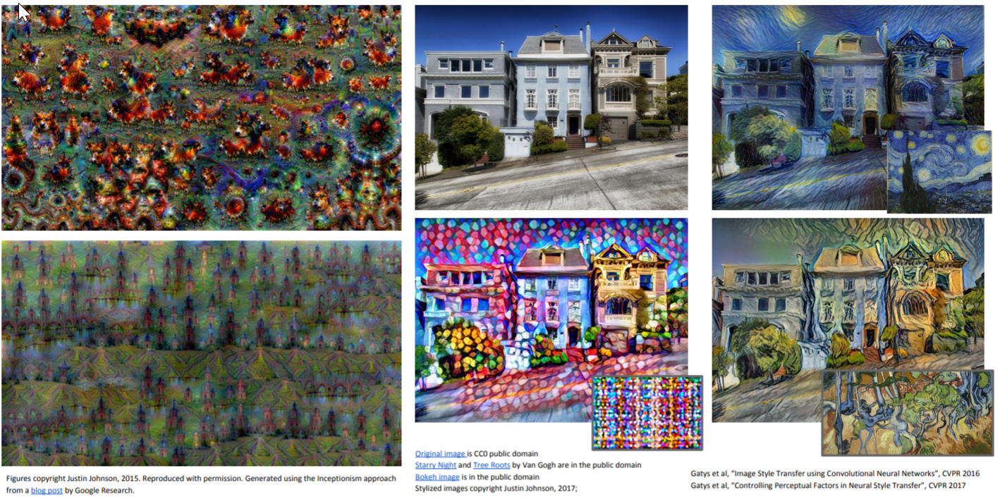 Figures copyright Justin Johnson, 2015. Reproduced with permission. Generated using the Inceptionism approach
from a blog post by Google Research.
Original image is CC0 public domain
Starry Night and Tree Roots by Van Gogh are in the public domain
Bokeh image is in the public domain
Stylized images copyright Justin Johnson, 2017;
Gatys et al, “Image Style Transfer using Convolutional Neural Networks”, CVPR 2016
Gatys et al, “Controlling Perceptual Factors in Neural Style Transfer”, CVPR 2017